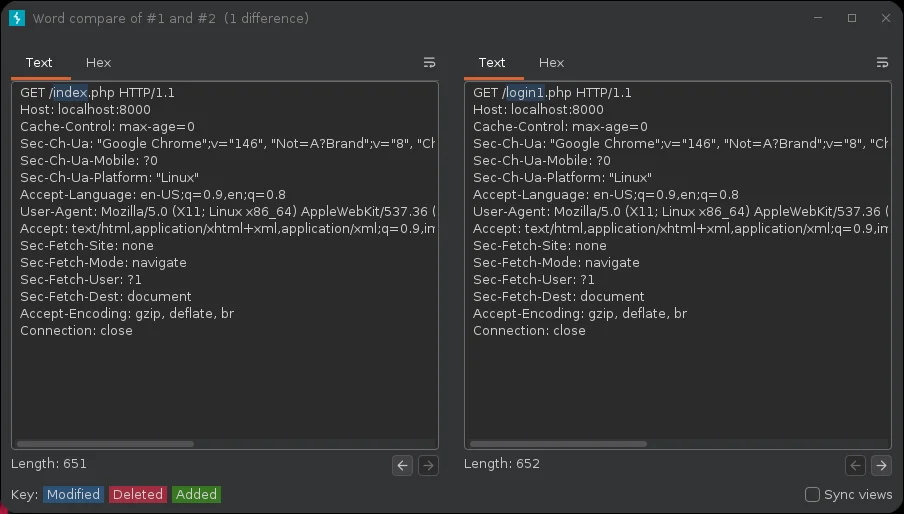 Word compare of #1 and #2 (1 difference)
Text Hex
GET /index.php HTTP/1.1
Host: localhost:8000
Cache-Control: max-age=0
Sec-Ch-Ua: "Google Chrome";v="146", "Not=A?Brand";v="8", "Ch
Sec-Ch-Ua-Mobile: ?0
Sec-Ch-Ua-Platform: "Linux"
Accept-Language: en-US;q=0.9,en;q=0.8
User-Agent: Mozilla/5.0 (X11; Linux x86_64) AppleWebKit/537.36 (
Accept: text/html,application/xhtml+xml,application/xml;q=0.9,im
Sec-Fetch-Site: none
Sec-Fetch-Mode: navigate
Sec-Fetch-User: ?1
Sec-Fetch-Dest: document
Accept-Encoding: gzip, deflate, br
Connection: close
Length: 651
Text Hex
GET /login1.php HTTP/1.1
Host: localhost:8000
Cache-Control: max-age=0
Sec-Ch-Ua: "Google Chrome";v="146", "Not=A?Brand";v="8", "Ch
Sec-Ch-Ua-Mobile: ?0
Sec-Ch-Ua-Platform: "Linux"
Accept-Language: en-US;q=0.9,en;q=0.8
User-Agent: Mozilla/5.0 (X11; Linux x86_64) AppleWebKit/537.36 (
Accept: text/html,application/xhtml+xml,application/xml;q=0.9,im
Sec-Fetch-Site: none
Sec-Fetch-Mode: navigate
Sec-Fetch-User: ?1
Sec-Fetch-Dest: document
Accept-Encoding: gzip, deflate, br
Connection: close
Length: 652
Key: Modified Deleted Added
Sync views